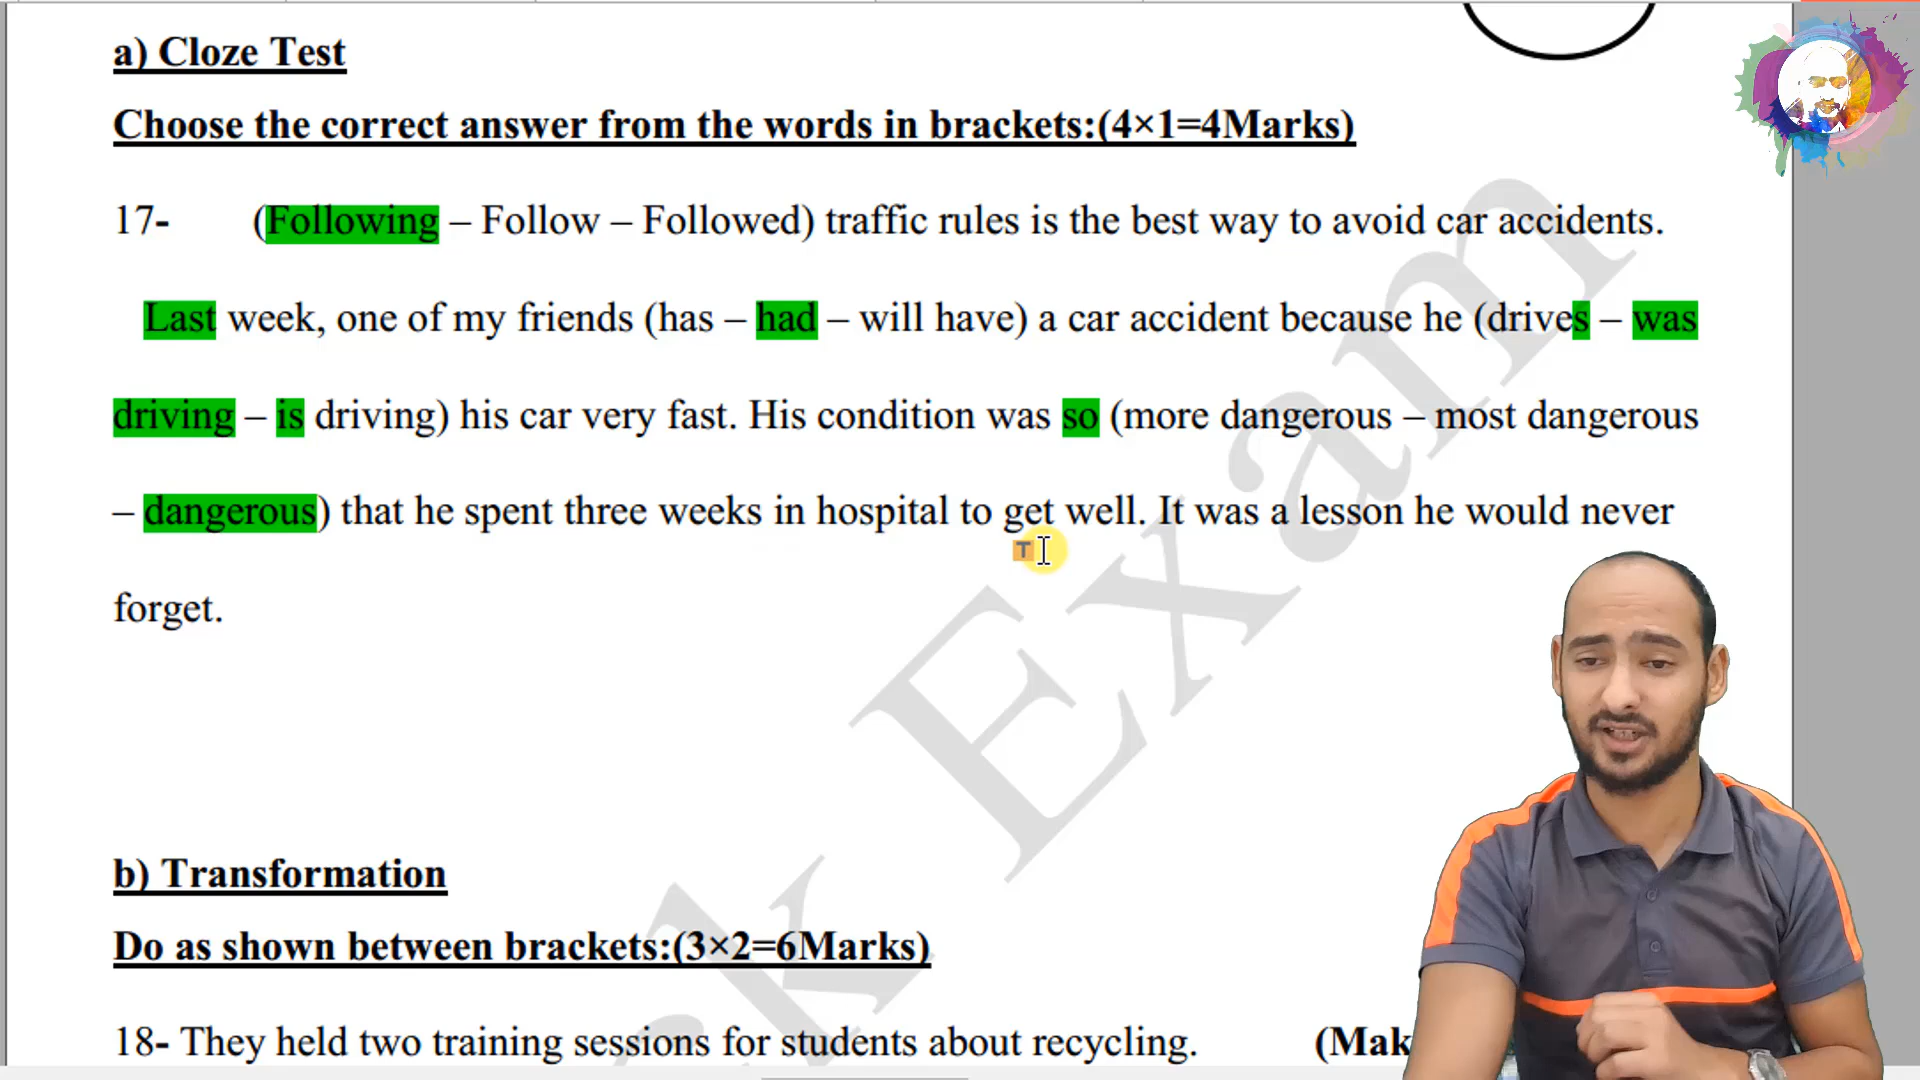 a) Cloze Test
Choose the correct answer from the words in brackets:(4×1=4Marks)
17- (Following – Follow – Followed) traffic rules is the best way to avoid car accidents.
Last week, one of my friends (has – had – will have) a car accident because he (drives – was
driving – is driving) his car very fast. His condition was so (more dangerous – most dangerous
– dangerous) that he spent three weeks in hospital to get well. It was a lesson he would never
T
forget.
b) Transformation
Do as shown between brackets:(3×2=6Marks)
18- They held two training sessions for students about recycling. (Mak
k Exam